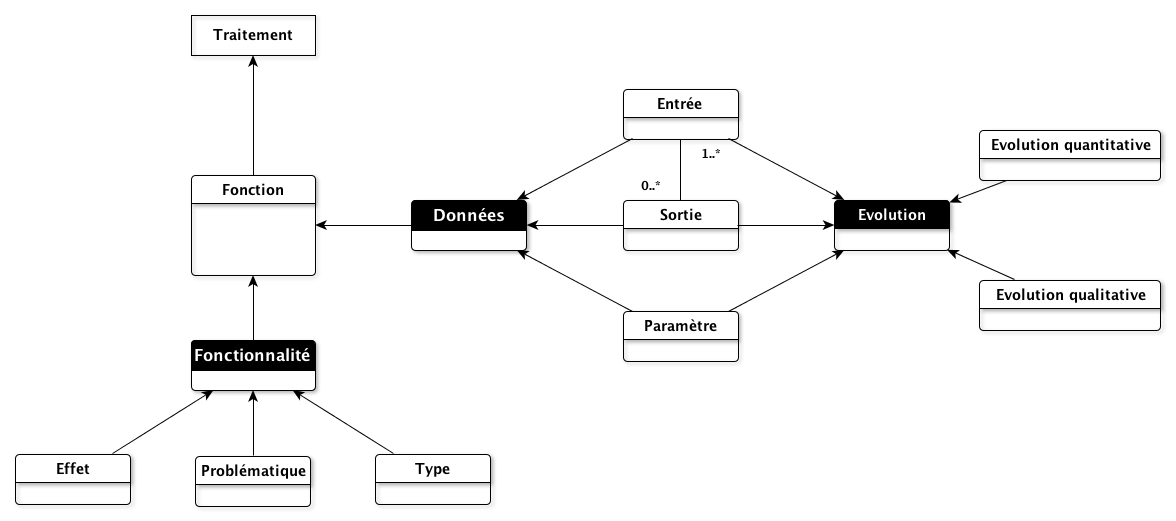 Traitement
Entrée
Evolution quantitative
1..*
Fonction
0..*
Données
Sortie
Evolution
Evolution qualitative
Paramètre
Fonctionnalité
Effet
Problématique
Type